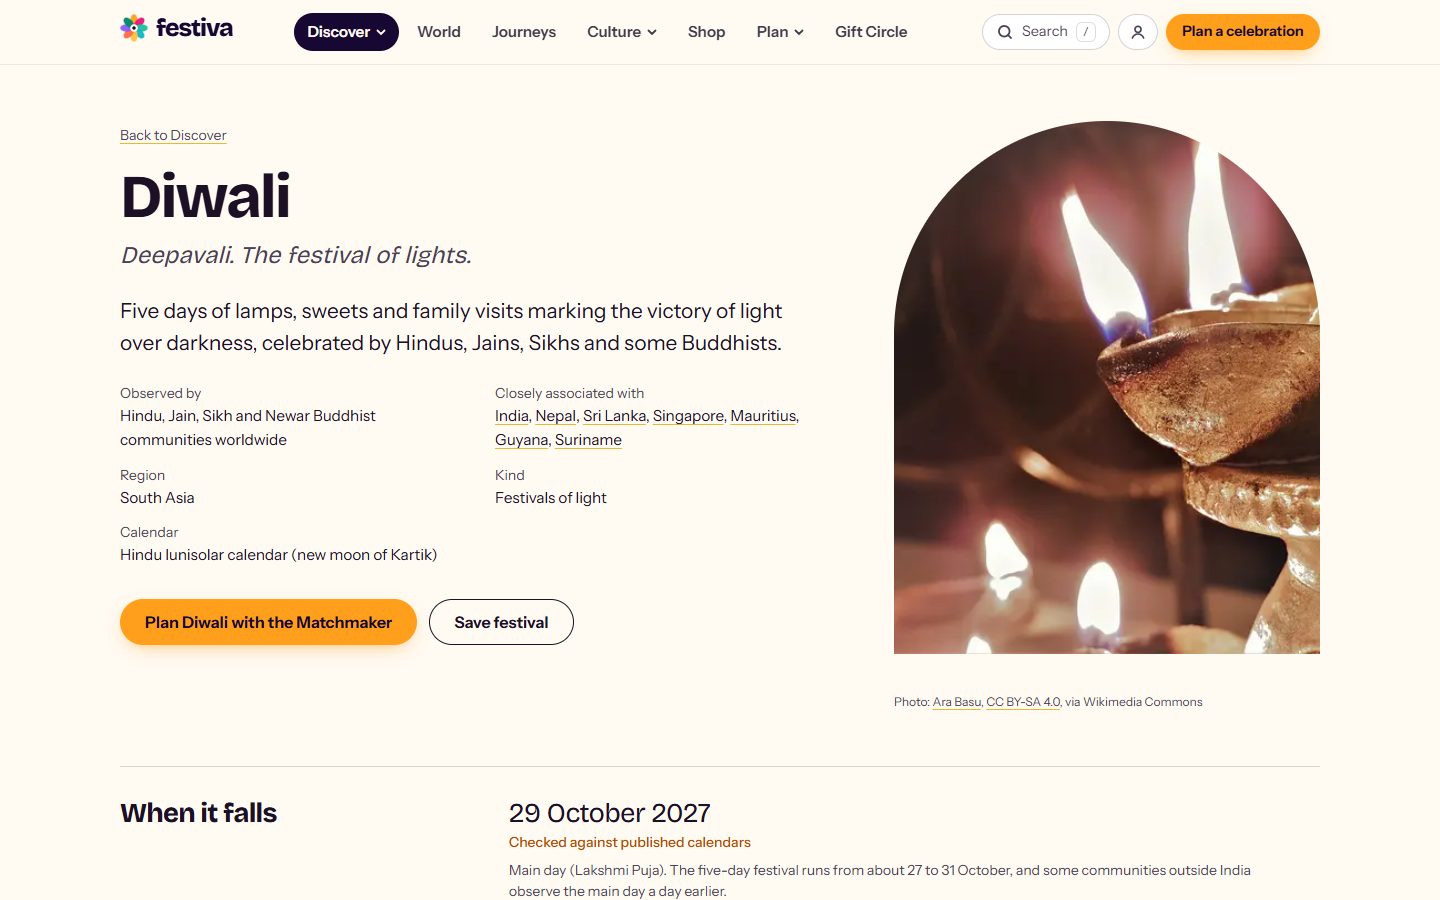 festiva
Discover World Journeys Culture Shop Plan Gift Circle
Search /
Plan a celebration
Back to Discover
Diwali
Deepavali. The festival of lights.
Five days of lamps, sweets and family visits marking the victory of light
over darkness, celebrated by Hindus, Jains, Sikhs and some Buddhists.
Observed by
Hindu, Jain, Sikh and Newar Buddhist
communities worldwide
Closely associated with
India, Nepal, Sri Lanka, Singapore, Mauritius,
Guyana, Suriname
Region
South Asia
Kind
Festivals of light
Calendar
Hindu lunisolar calendar (new moon of Kartik)
Plan Diwali with the Matchmaker
Save festival
Photo: Ara Basu, CC BY-SA 4.0, via Wikimedia Commons
When it falls
29 October 2027
Checked against published calendars
Main day (Lakshmi Puja). The five-day festival runs from about 27 to 31 October, and some communities outside India
observe the main day a day earlier.